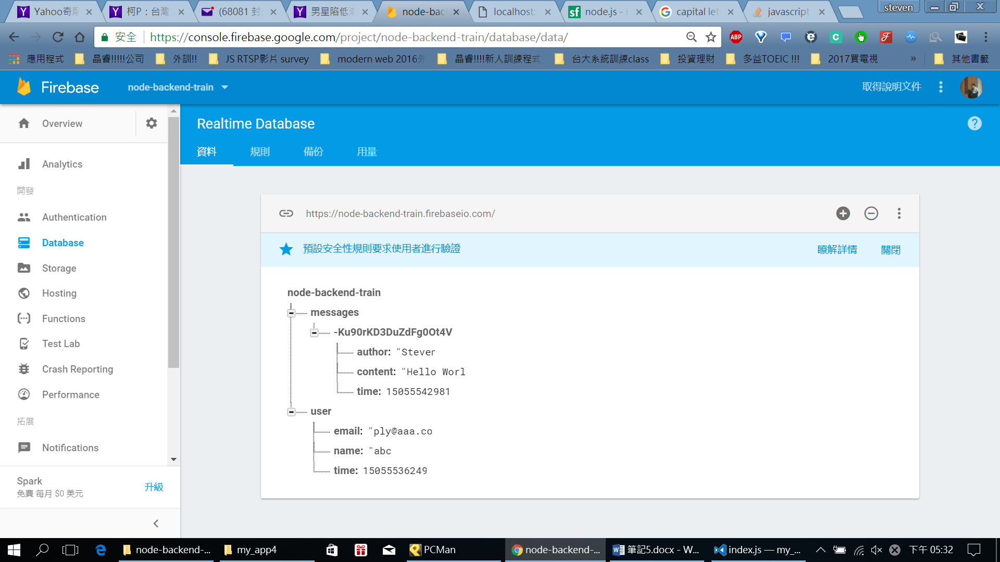 Yahoo奇摩
柯P：台灣
(68081 封
男星陷低潮
node-bac
localhost:
node.js -
capital let
javascript
steven
安全
https://console.firebase.google.com/project/node-backend-train/database/data/
應用程式
晶睿!!!!!公司
外訓!!
JS RTSP影片 survey
modern web 2016外
晶睿!!!!新人訓練程式
台大系統訓練class
投資理財
多益TOEIC !!!
2017買電視
»
其他書籤
Firebase
node-backend-train
取得說明文件
Overview
Analytics
開發
Authentication
Database
Storage
Hosting
Functions
Test Lab
Crash Reporting
Performance
拓展
Notifications
Spark
免費 每月 $0 美元
升級
Realtime Database
資料
規則
備份
用量
https://node-backend-train.firebaseio.com/
預設安全性規則要求使用者進行驗證
瞭解詳情
關閉
node-backend-train
messages
-Ku90rKD3DuZdFg0Ot4V
author: "Stever
content: "Hello Worl
time: 15055542981
user
email: "ply@aaa.co
name: "abc
time: 15055536249
node-backend-...
my_app4
PCMan
node-backend-...
筆記5.docx - W...
index.js — my_...
下午 05:32